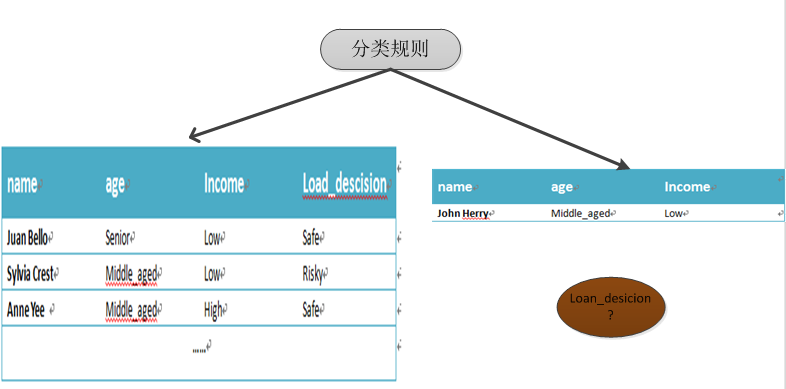 分类规则
name age Income Load_descision
Juan Bello Senior Low Safe
Sylvia Crest Middle_aged Low Risky
Anne Yee Middle_aged High Safe
......
name age Income
John Herry Middle_aged Low
Loan_desicion
?